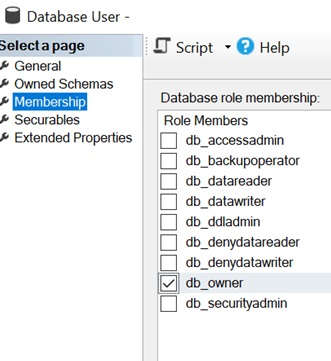 Database User -
Select a page
General
Owned Schemas
Membership
Securables
Extended Properties
Script
Help
Database role membership:
Role Members
db_accessadmin
db_backupoperator
db_datareader
db_datawriter
db_ddladmin
db_denydatareader
db_denydatawriter
db_owner
db_securityadmin